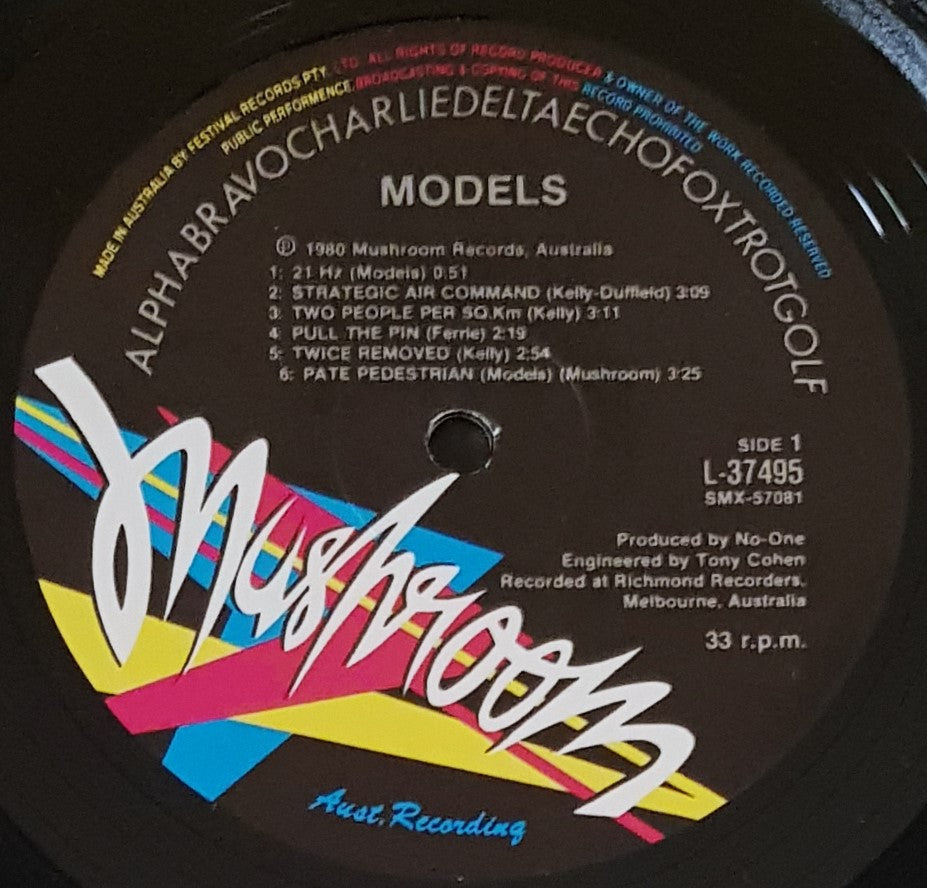 MADE IN AUSTRALIA BY FESTIVAL RECORDS PTY. LTD. ALL RIGHTS OF RECORD PRODUCER & OWNER OF THE WORK RECORDED RESERVED
PUBLIC PERFORMENCE, BROADCASTING & COPYING OF THIS RECORD PROHIBITED
ALPHABRAVOCHARLIEDELTAECHOFOXTROTGOLF
MODELS
℗ 1980 Mushroom Records, Australia
1: 21 Hz (Models) 0:51
2: STRATEGIC AIR COMMAND (Kelly-Duffield) 3:09
3: TWO PEOPLE PER SQ.Km (Kelly) 3:11
4: PULL THE PIN (Ferrie) 2:19
5: TWICE REMOVED (Kelly) 2:54
6: PATE PEDESTRIAN (Models) (Mushroom) 3:25
SIDE 1
L-37495
SMX-57081
Produced by No-One
Engineered by Tony Cohen
Recorded at Richmond Recorders,
Melbourne, Australia
33 r.p.m.
Mushroom
Aust. Recording